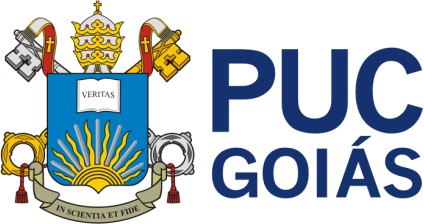 VERITAS
IN SCIENTIA ET FIDE
PUC
GOIÁS